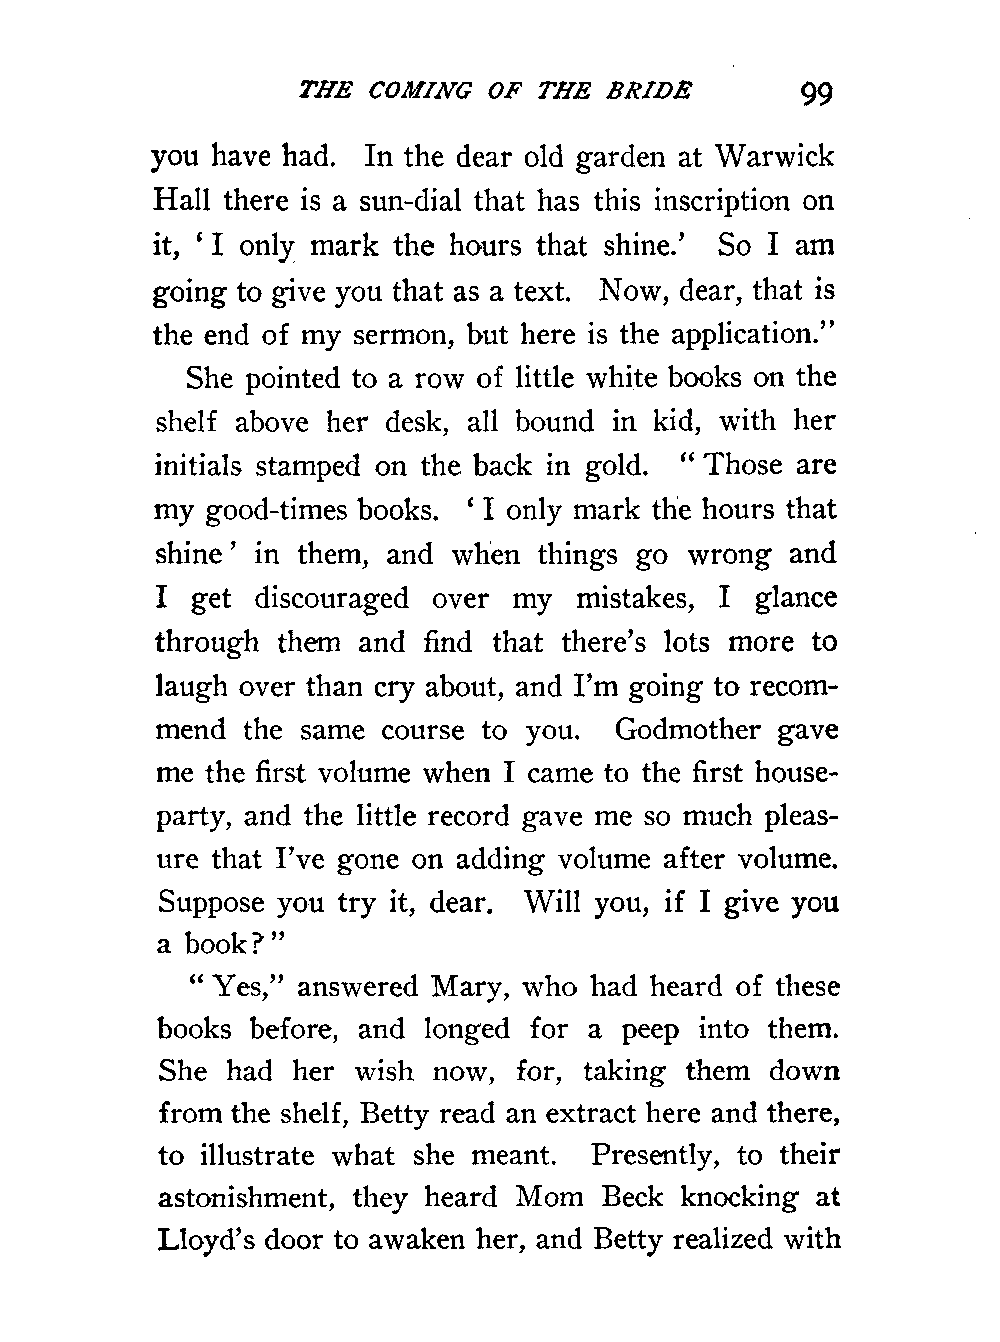 THE COMING OF THE BRIDE 99
you have had. In the dear old garden at Warwick
Hall there is a sun-dial that has this inscription on
it, ‘ I only mark the hours that shine.’ So I am
going to give you that as a text. Now, dear, that is
the end of my sermon, but here is the application.”
She pointed to a row of little white books on the
shelf above her desk, all bound in kid, with her
initials stamped on the back in gold. “ Those are
my good-times books. ‘ I only mark the hours that
shine ’ in them, and when things go wrong and
I get discouraged over my mistakes, I glance
through them and find that there’s lots more to
laugh over than cry about, and I’m going to recom-
mend the same course to you. Godmother gave
me the first volume when I came to the first house-
party, and the little record gave me so much pleas-
ure that I’ve gone on adding volume after volume.
Suppose you try it, dear. Will you, if I give you
a book? ”
“ Yes,” answered Mary, who had heard of these
books before, and longed for a peep into them.
She had her wish now, for, taking them down
from the shelf, Betty read an extract here and there,
to illustrate what she meant. Presently, to their
astonishment, they heard Mom Beck knocking at
Lloyd’s door to awaken her, and Betty realized with